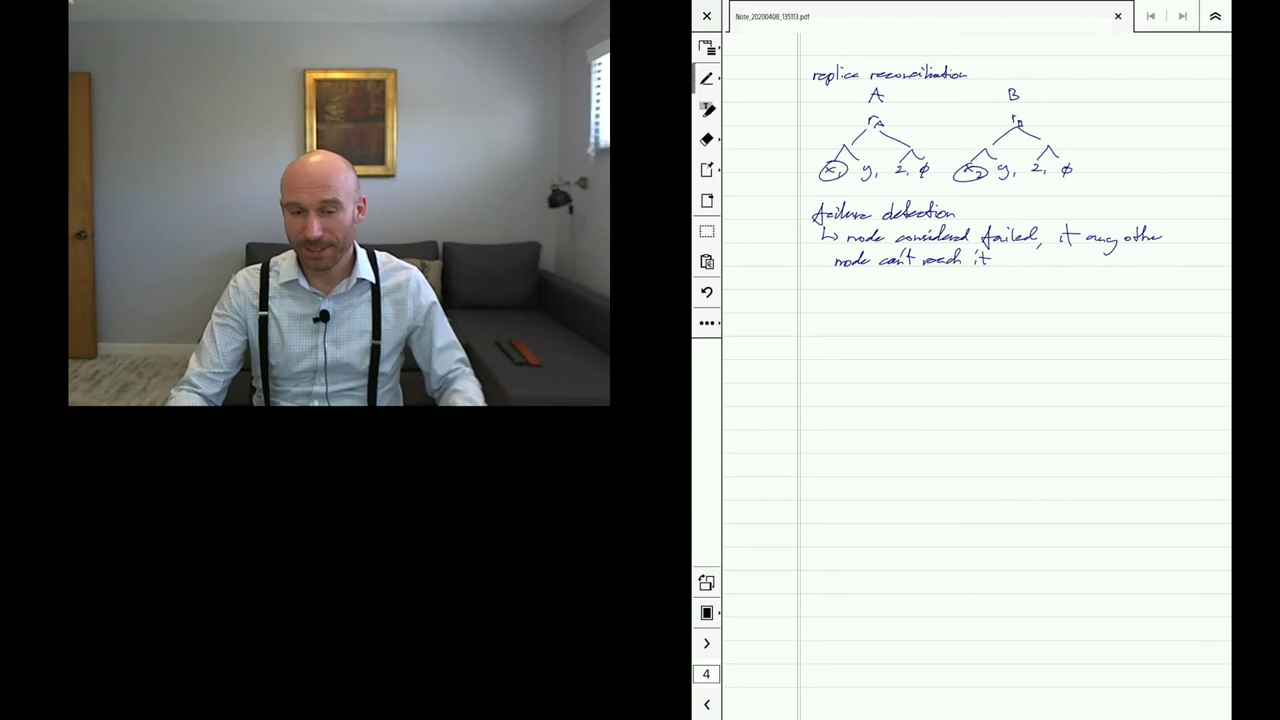 Note_20200408_135113.pdf
replica reconciliation
A B
rA rB
x1 y1 z1 φ x2 y1 z1 φ
failure detection
↳ node considered failed, if any other
node can't reach it
4